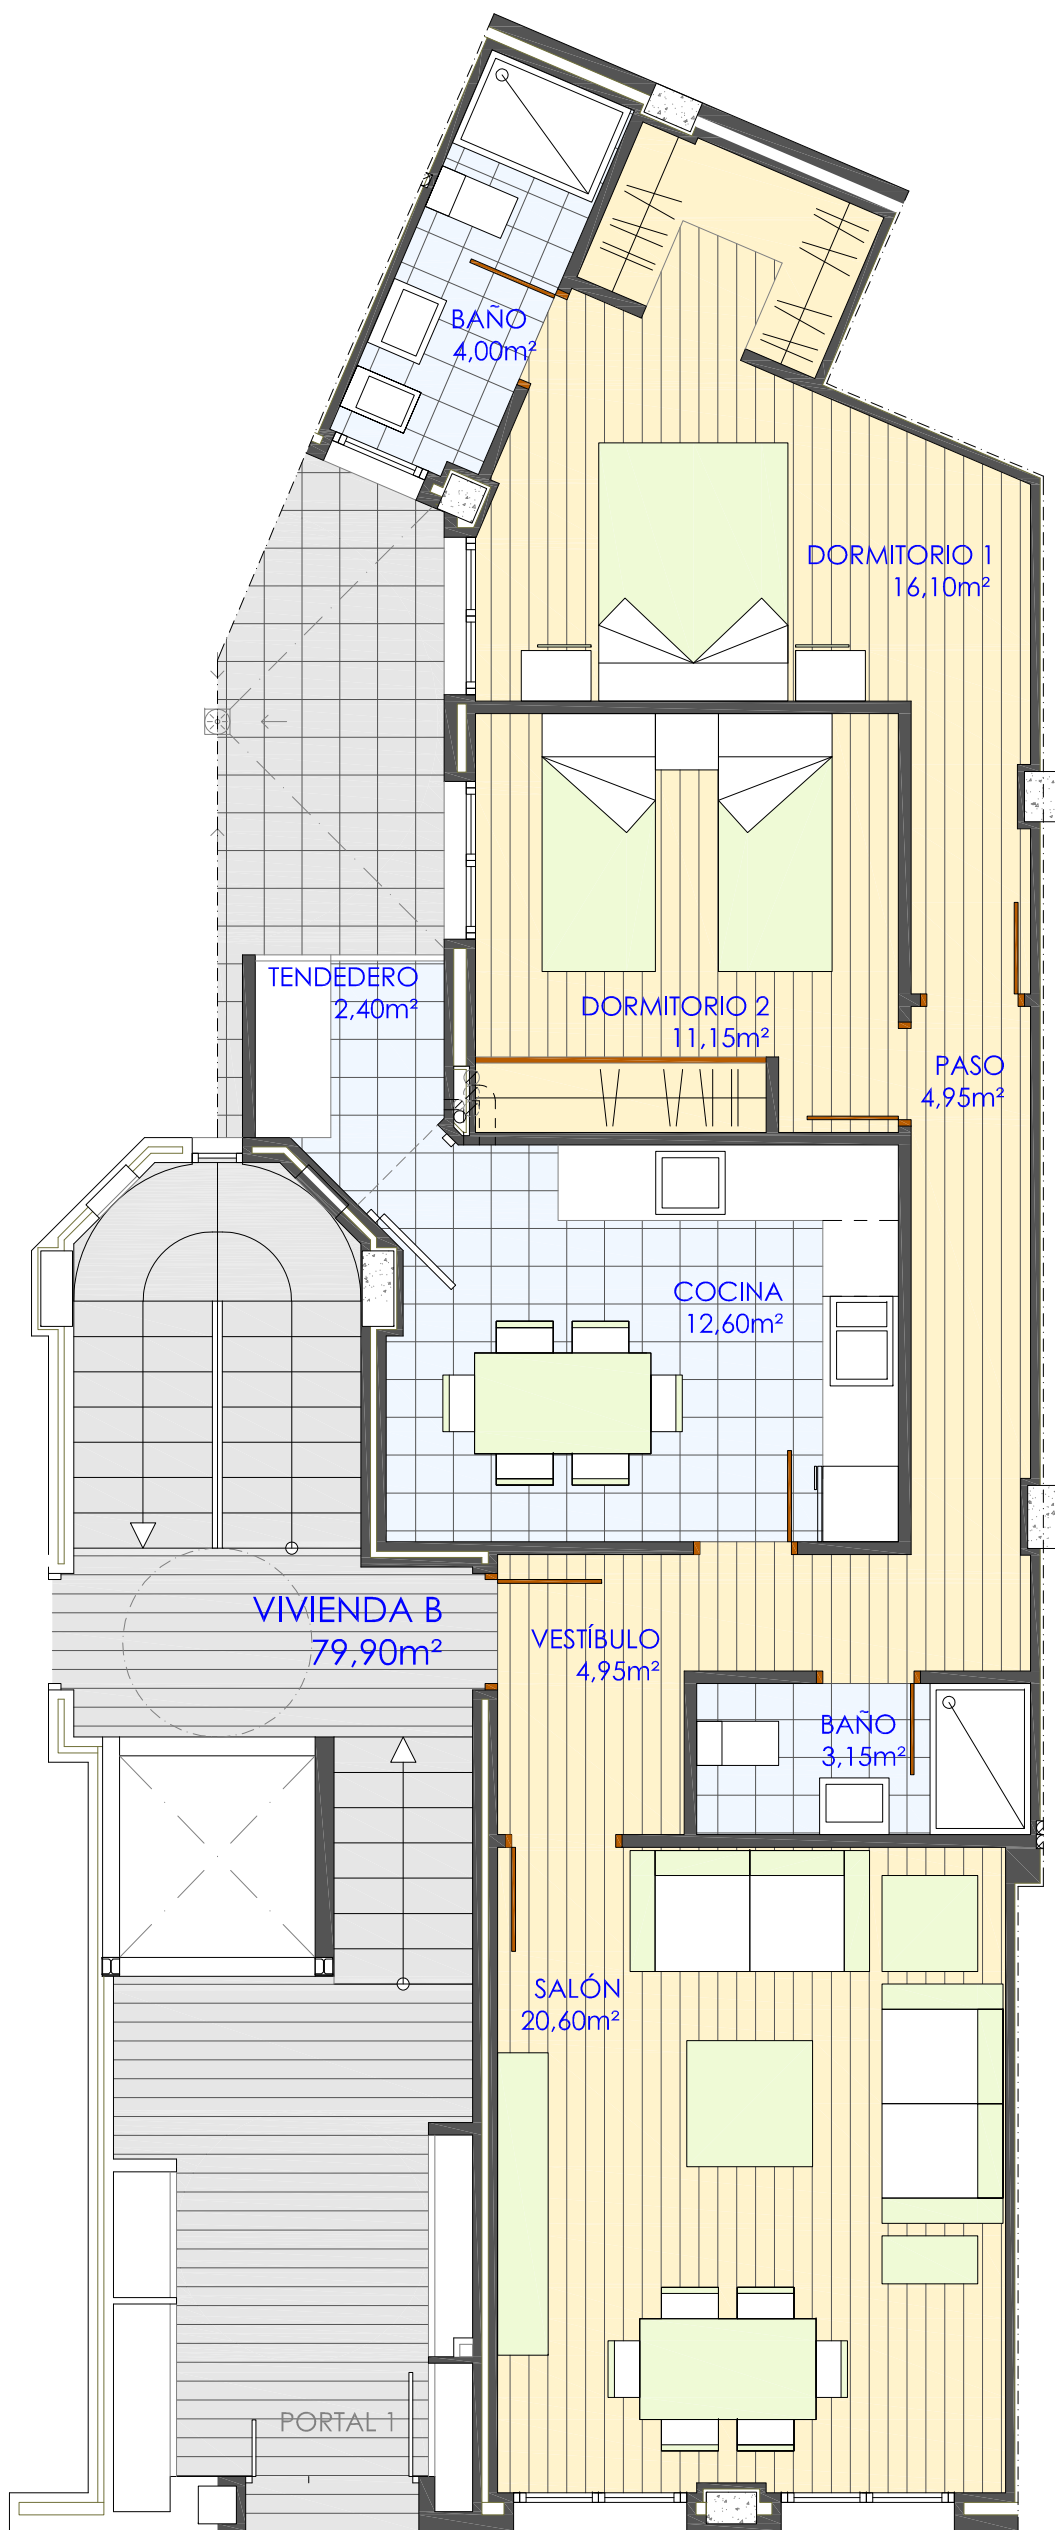 BAÑO
4,00m²
DORMITORIO 1
16,10m²
TENDEDERO
2,40m²
DORMITORIO 2
11,15m²
PASO
4,95m²
COCINA
12,60m²
VIVIENDA B
79,90m²
VESTÍBULO
4,95m²
BAÑO
3,15m²
SALÓN
20,60m²
PORTAL 1